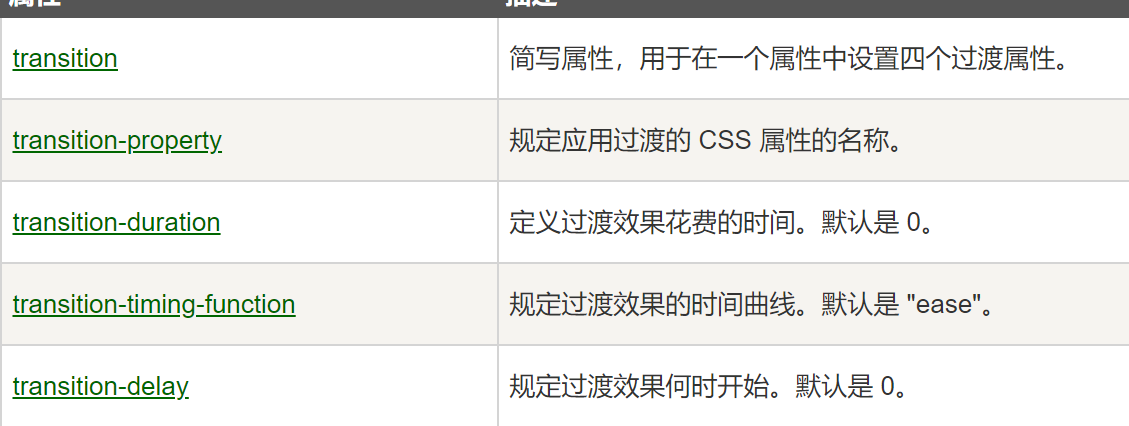 属性 描述
transition 简写属性，用于在一个属性中设置四个过渡属性。
transition-property 规定应用过渡的 CSS 属性的名称。
transition-duration 定义过渡效果花费的时间。默认是 0。
transition-timing-function 规定过渡效果的时间曲线。默认是 "ease"。
transition-delay 规定过渡效果何时开始。默认是 0。